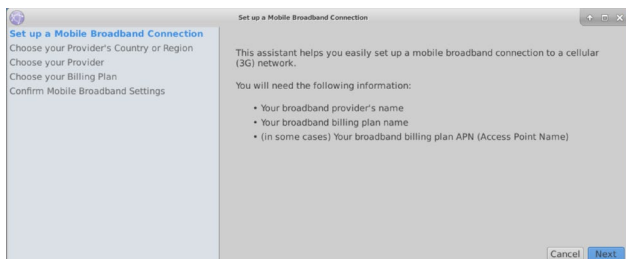 Set up a Mobile Broadband Connection
Set up a Mobile Broadband Connection
Choose your Provider's Country or Region
Choose your Provider
Choose your Billing Plan
Confirm Mobile Broadband Settings
This assistant helps you easily set up a mobile broadband connection to a cellular
(3G) network.
You will need the following information:
• Your broadband provider's name
• Your broadband billing plan name
• (in some cases) Your broadband billing plan APN (Access Point Name)
Cancel Next